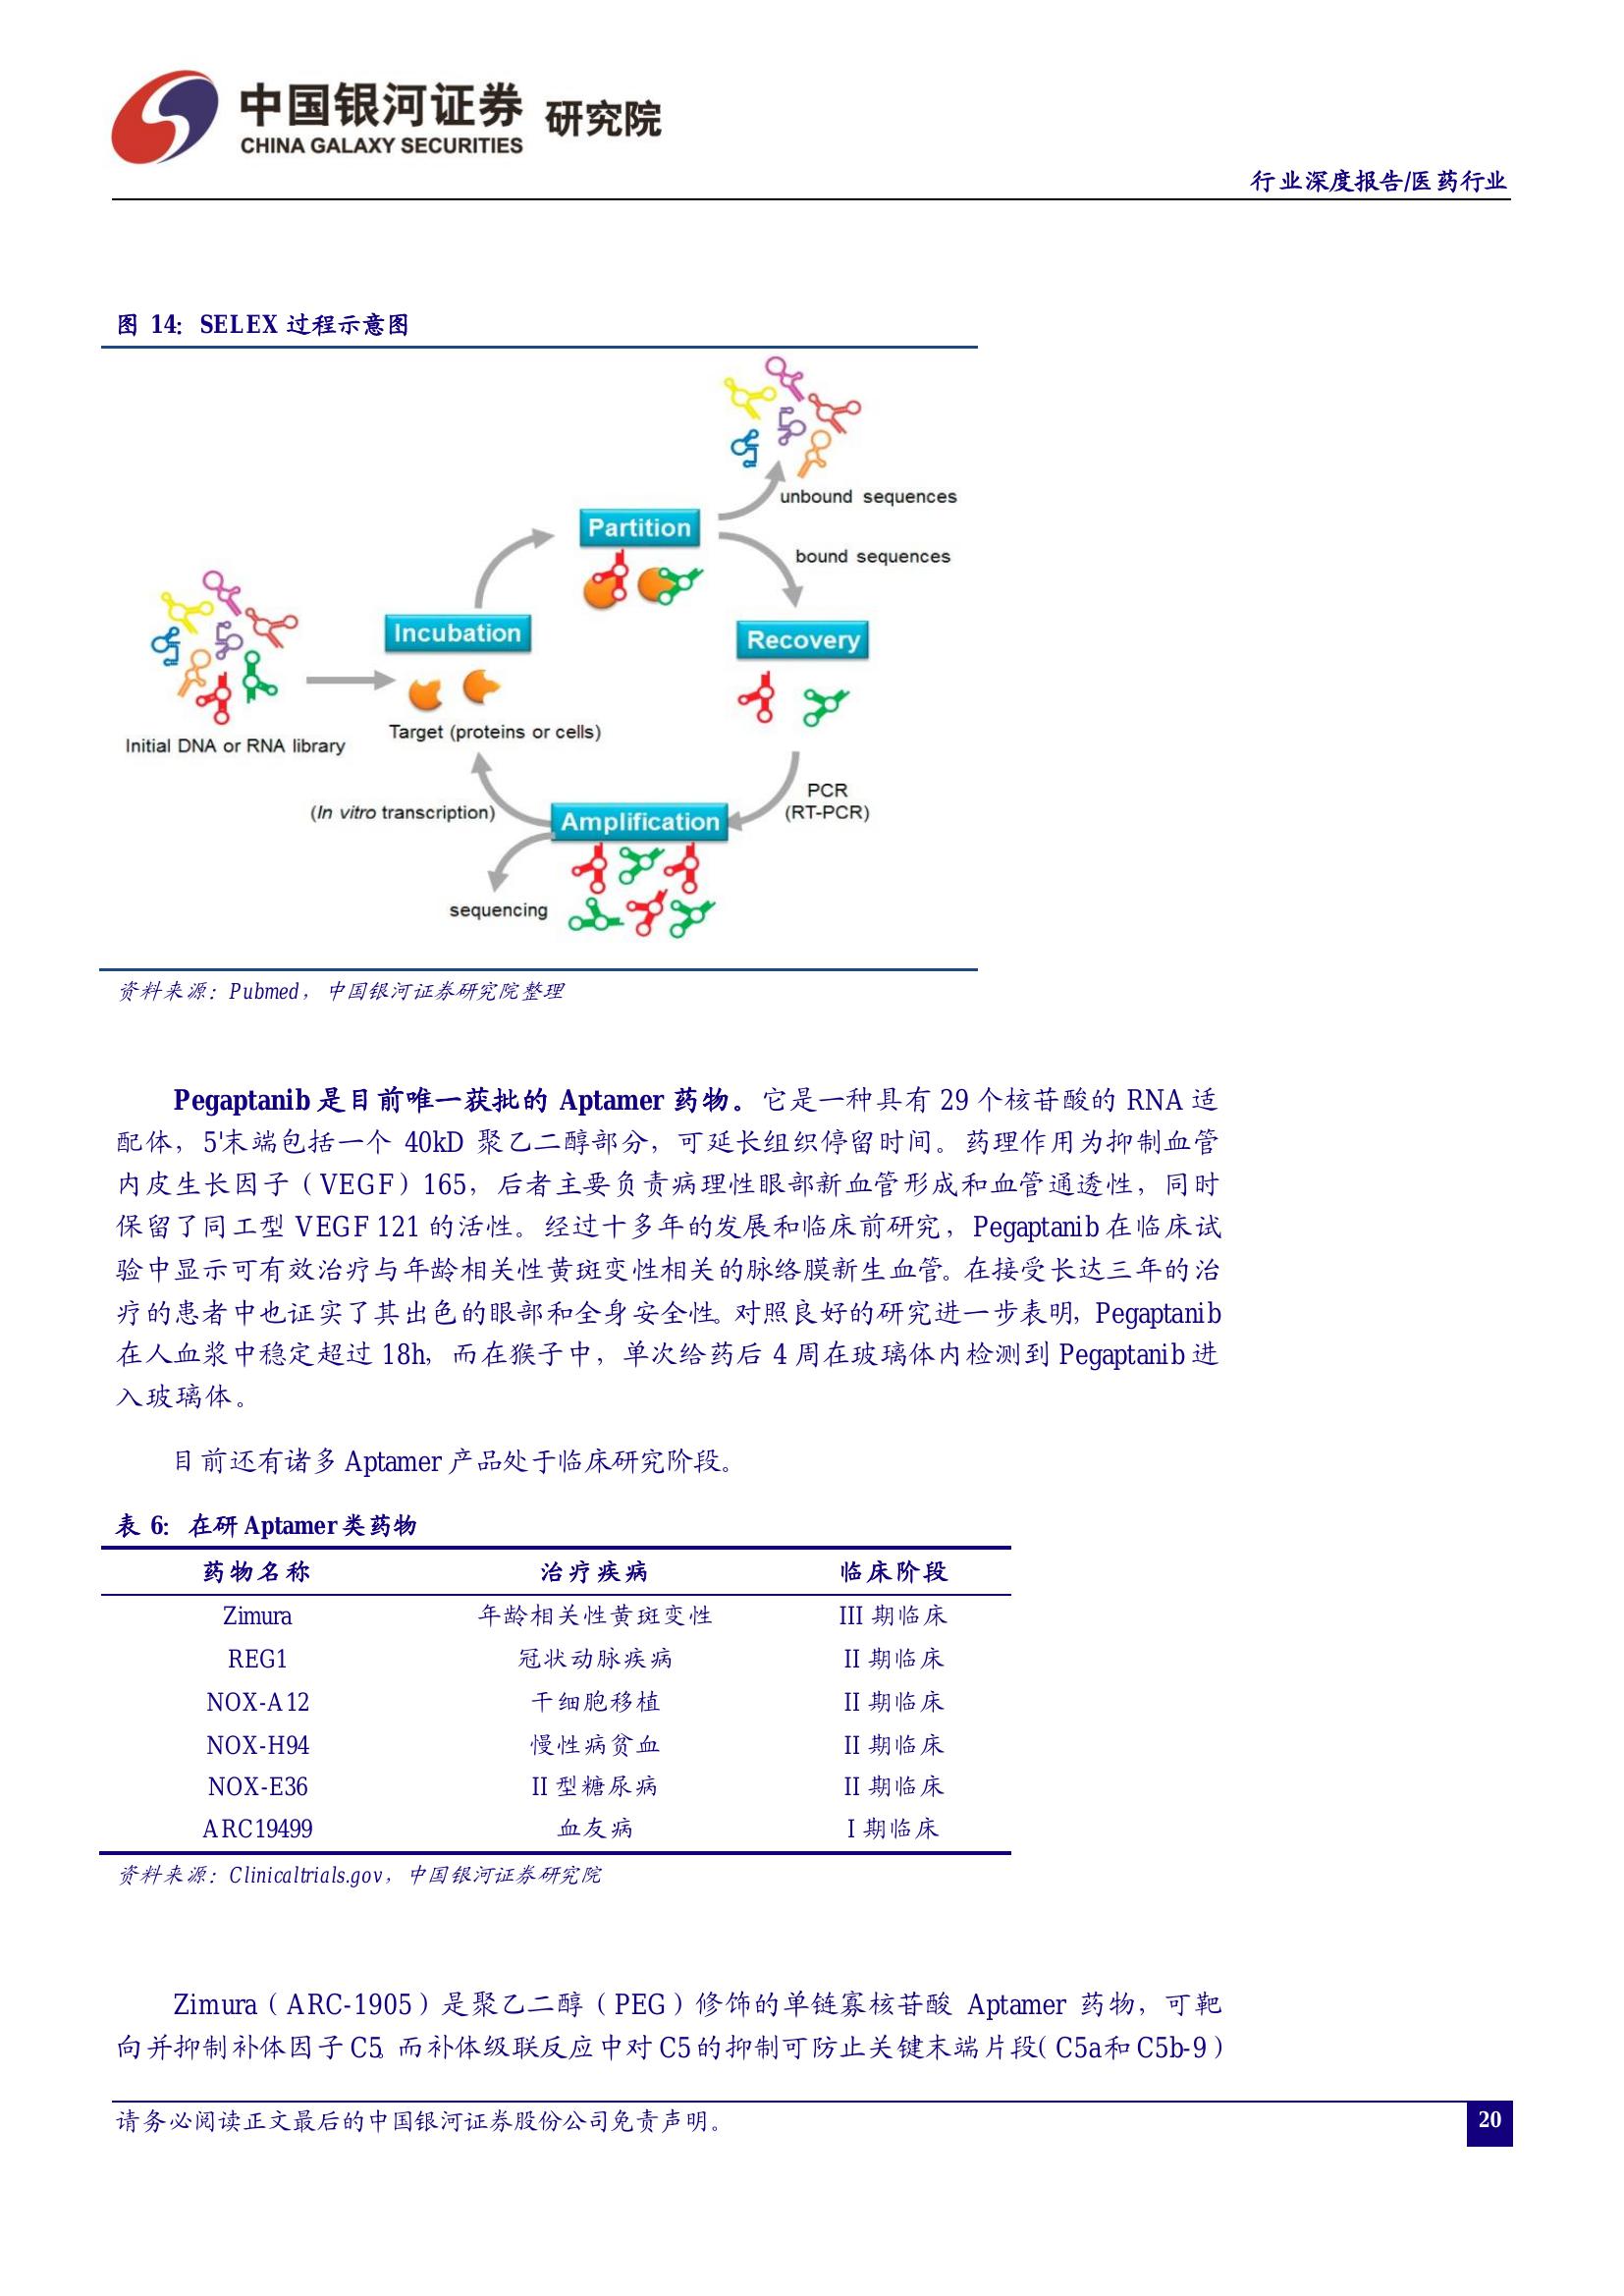 中国银河证券 研究院
CHINA GALAXY SECURITIES
行业深度报告/医药行业
图 14: SELEX 过程示意图
unbound sequences
Partition
bound sequences
Incubation
Recovery
Target (proteins or cells)
Initial DNA or RNA library
PCR
(RT-PCR)
(In vitro transcription)
Amplification
sequencing
资料来源：Pubmed，中国银河证券研究院整理
Pegaptanib 是目前唯一获批的 Aptamer 药物。它是一种具有 29 个核苷酸的 RNA 适
配体，5'末端包括一个 40kD 聚乙二醇部分，可延长组织停留时间。药理作用为抑制血管
内皮生长因子（VEGF）165，后者主要负责病理性眼部新血管形成和血管通透性，同时
保留了同工型 VEGF 121 的活性。经过十多年的发展和临床前研究，Pegaptanib 在临床试
验中显示可有效治疗与年龄相关性黄斑变性相关的脉络膜新生血管。在接受长达三年的治
疗的患者中也证实了其出色的眼部和全身安全性。对照良好的研究进一步表明，Pegaptanib
在人血浆中稳定超过 18h，而在猴子中，单次给药后 4 周在玻璃体内检测到 Pegaptanib 进
入玻璃体。
目前还有诸多 Aptamer 产品处于临床研究阶段。
表 6: 在研 Aptamer 类药物
药物名称 治疗疾病 临床阶段
Zimura 年龄相关性黄斑变性 III 期临床
REG1 冠状动脉疾病 II 期临床
NOX-A12 干细胞移植 II 期临床
NOX-H94 慢性病贫血 II 期临床
NOX-E36 II 型糖尿病 II 期临床
ARC19499 血友病 I 期临床
资料来源：Clinicaltrials.gov，中国银河证券研究院
Zimura（ARC-1905）是聚乙二醇（PEG）修饰的单链寡核苷酸 Aptamer 药物，可靶
向并抑制补体因子 C5，而补体级联反应中对 C5 的抑制可防止关键末端片段（C5a 和 C5b-9）
请务必阅读正文最后的中国银河证券股份公司免责声明。
20